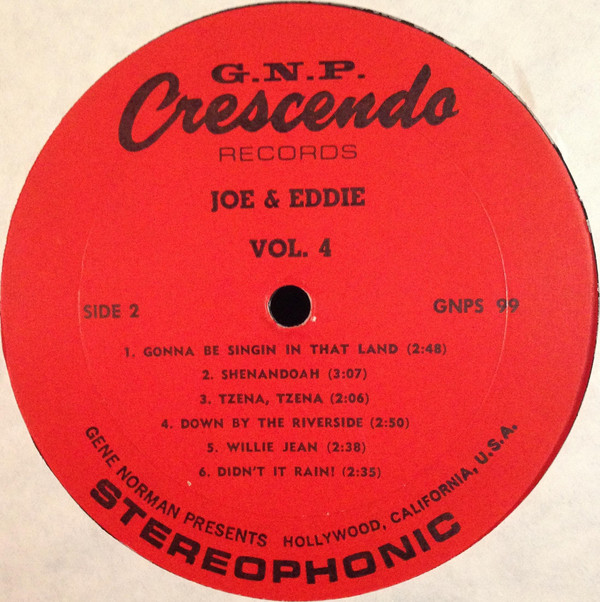 G.N.P.
Crescendo
RECORDS
JOE & EDDIE
VOL. 4
SIDE 2
GNPS 99
1. GONNA BE SINGIN IN THAT LAND (2:48)
2. SHENANDOAH (3:07)
3. TZENA, TZENA (2:06)
4. DOWN BY THE RIVERSIDE (2:50)
5. WILLIE JEAN (2:38)
6. DIDN'T IT RAIN! (2:35)
GENE NORMAN PRESENTS HOLLYWOOD, CALIFORNIA, U.S.A.
STEREOPHONIC